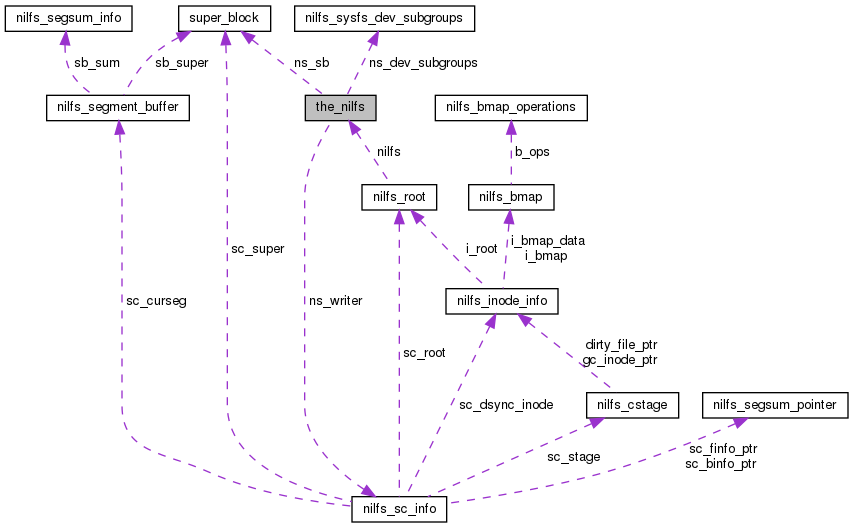 nilfs_segsum_info
super_block
nilfs_sysfs_dev_subgroups
sb_sum
sb_super
ns_sb
ns_dev_subgroups
nilfs_segment_buffer
the_nilfs
nilfs_bmap_operations
nilfs
b_ops
nilfs_root
nilfs_bmap
sc_super
i_root
i_bmap_data
i_bmap
sc_curseg
ns_writer
nilfs_inode_info
sc_root
dirty_file_ptr
gc_inode_ptr
sc_dsync_inode
nilfs_cstage
nilfs_segsum_pointer
sc_stage
sc_finfo_ptr
sc_binfo_ptr
nilfs_sc_info